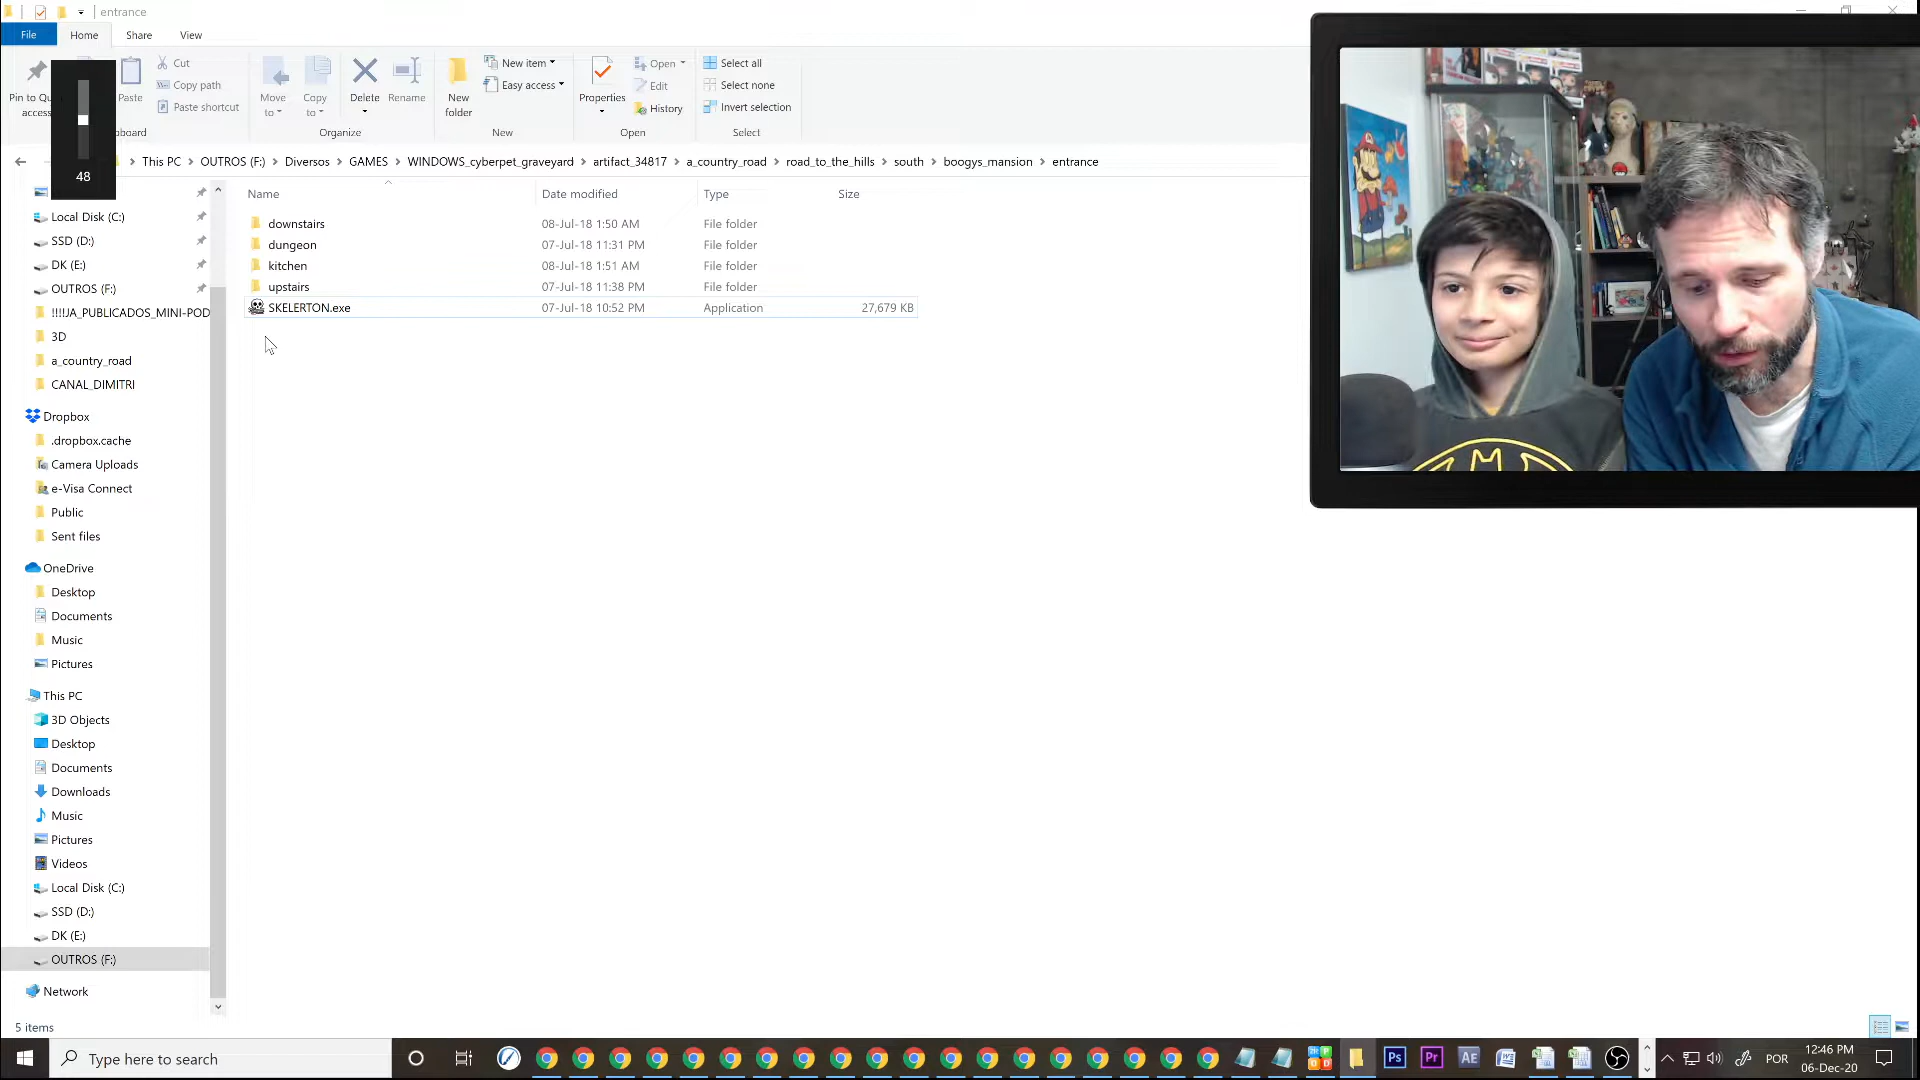 entrance
File Home Share View
Pin to Qu access
Paste
Cut
Copy path
Paste shortcut
board
Move to
Copy to
Delete
Rename
Organize
New folder
New item
Easy access
New
Properties
Open
Edit
History
Open
Select all
Select none
Invert selection
Select
48
This PC > OUTROS (F:) > Diversos > GAMES > WINDOWS_cyberpet_graveyard > artifact_34817 > a_country_road > road_to_the_hills > south > boogys_mansion > entrance
Name Date modified Type Size
downstairs 08-Jul-18 1:50 AM File folder
dungeon 07-Jul-18 11:31 PM File folder
kitchen 08-Jul-18 1:51 AM File folder
upstairs 07-Jul-18 11:38 PM File folder
SKELERTON.exe 07-Jul-18 10:52 PM Application 27,679 KB
Local Disk (C:)
SSD (D:)
DK (E:)
OUTROS (F:)
!!!!JA_PUBLICADOS_MINI-POD
3D
a_country_road
CANAL_DIMITRI
Dropbox
.dropbox.cache
Camera Uploads
e-Visa Connect
Public
Sent files
OneDrive
Desktop
Documents
Music
Pictures
This PC
3D Objects
Desktop
Documents
Downloads
Music
Pictures
Videos
Local Disk (C:)
SSD (D:)
DK (E:)
OUTROS (F:)
Network
5 items
Type here to search
Ps Pr AE
POR
12:46 PM
06-Dec-20